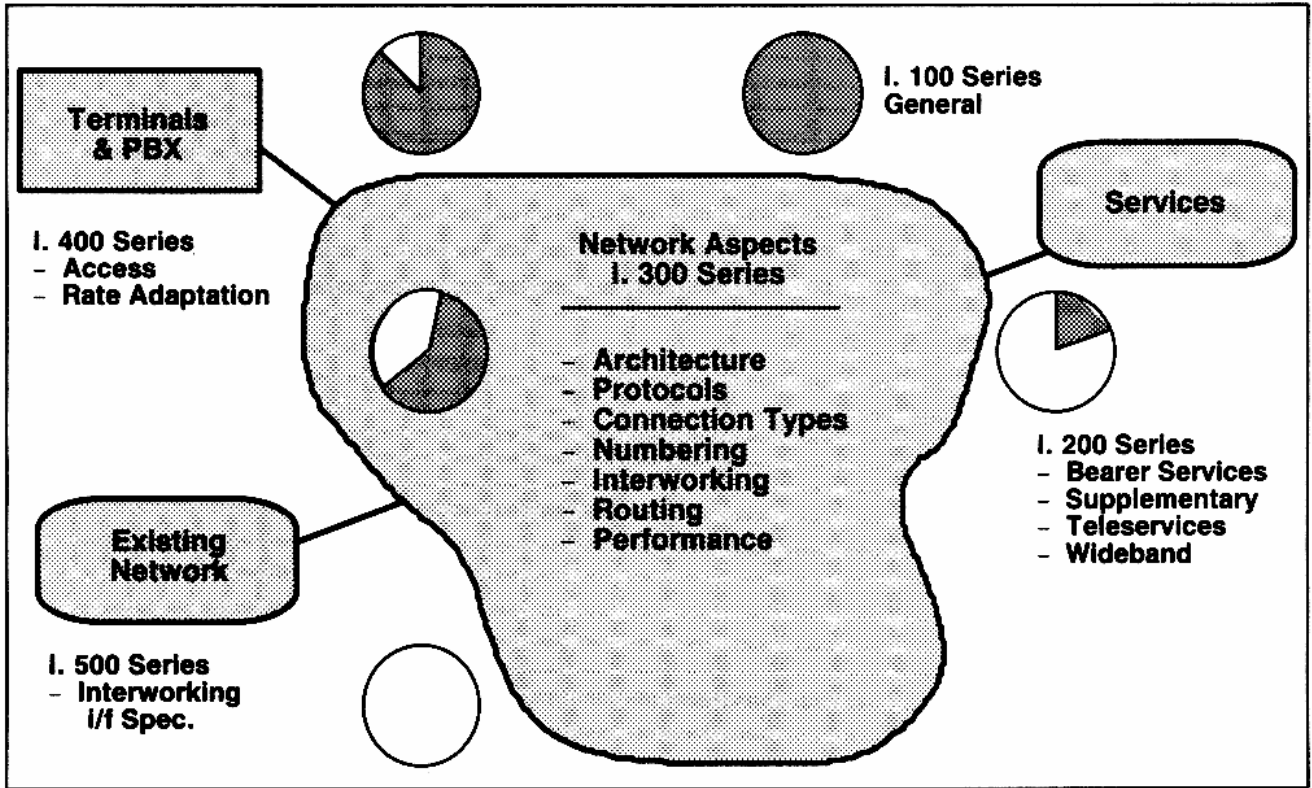 I. 100 Series
General
Terminals
& PBX
Services
I. 400 Series
- Access
- Rate Adaptation
Network Aspects
I. 300 Series
- Architecture
- Protocols
- Connection Types
- Numbering
- Interworking
- Routing
- Performance
I. 200 Series
- Bearer Services
- Supplementary
- Teleservices
- Wideband
Existing
Network
I. 500 Series
- Interworking
i/f Spec.